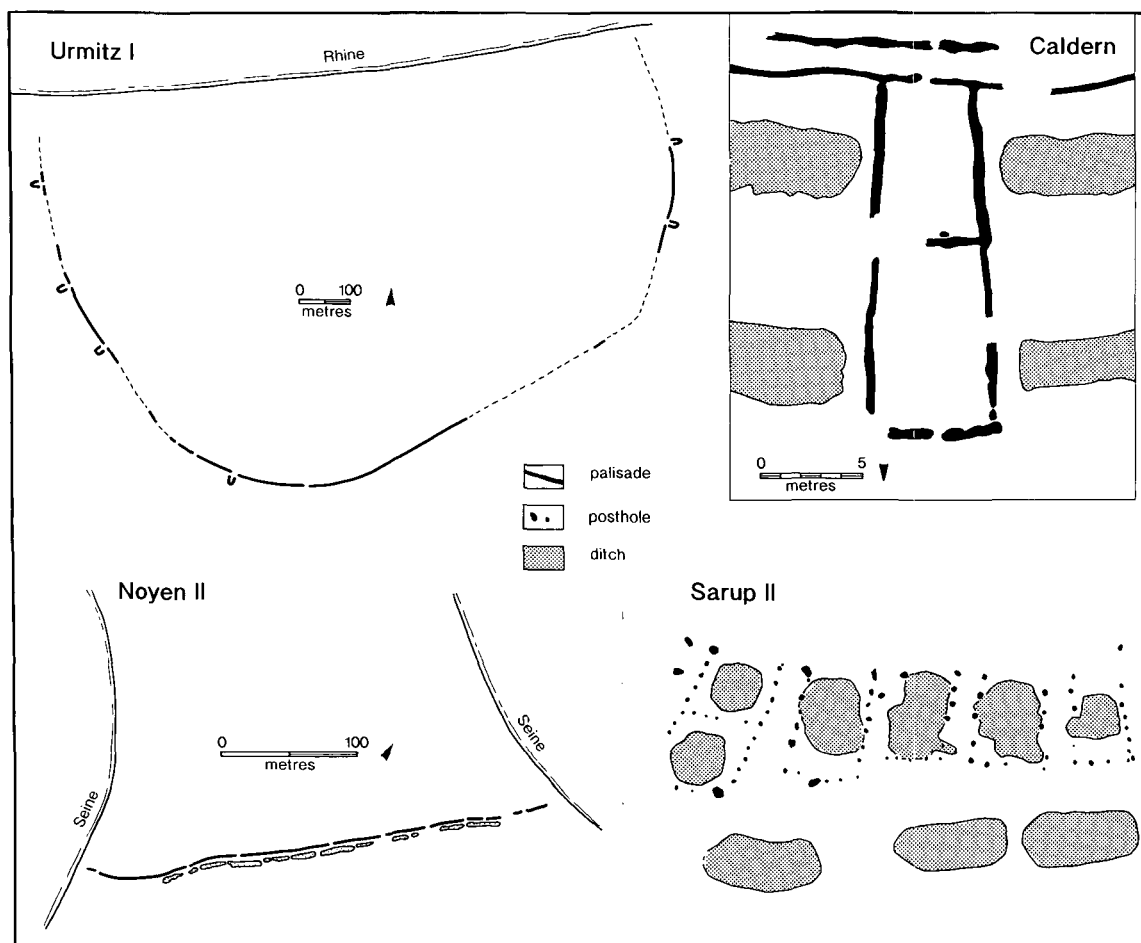 Urmitz I
Rhine
0 100
metres
Caldern
0 5
metres
palisade
posthole
ditch
Noyen II
Seine
0 100
metres
Seine
Sarup II